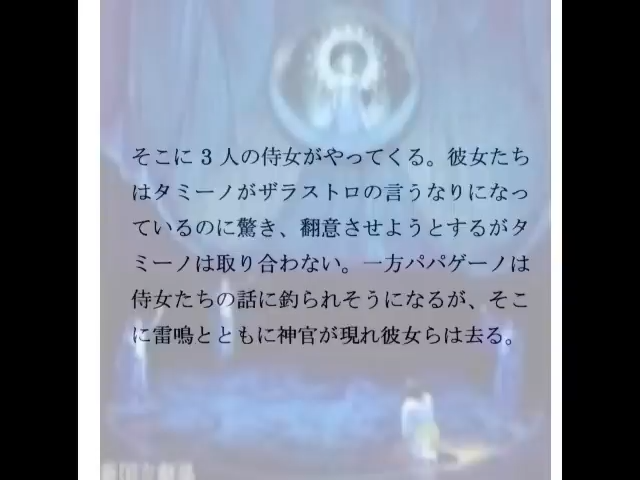 そこに 3 人の侍女がやってくる。彼女たち
はタミーノがザラストロの言うなりになっ
ているのに驚き、翻意させようとするがタ
ミーノは取り合わない。一方パパゲーノは
侍女たちの話に釣られそうになるが、そこ
に雷鳴とともに神官が現れ彼女らは去る。